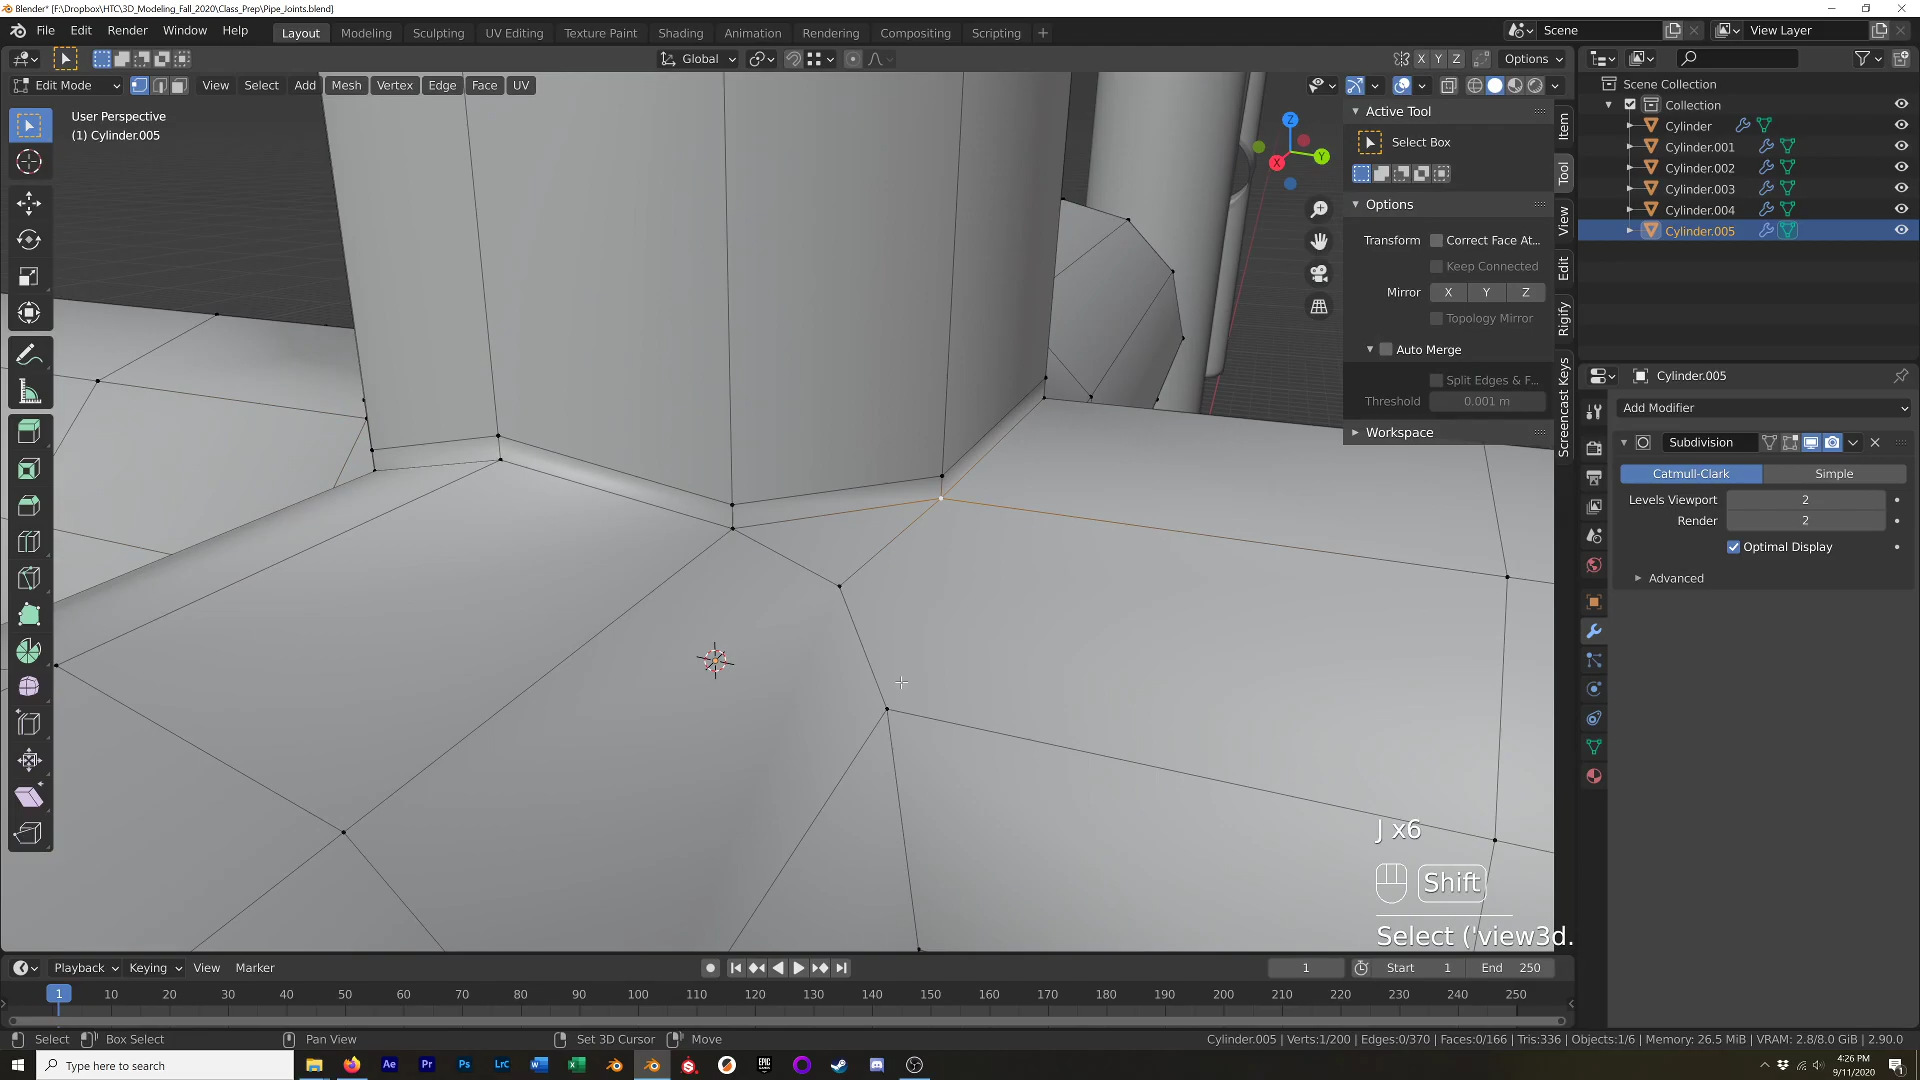 Blender* [F:\Dropbox\HTC\3D_Modeling_Fall_2020\Class_Prep\Pipe_Joints.blend]
File Edit Render Window Help Layout Modeling Sculpting UV Editing Texture Paint Shading Animation Rendering Compositing Scripting + Scene View Layer
Global X Y Z Options
Edit Mode View Select Add Mesh Vertex Edge Face UV
User Perspective
(1) Cylinder.005
Z
Y
X
Active Tool
Select Box
Options
Transform Correct Face At...
Keep Connected
Mirror X Y Z
Topology Mirror
Auto Merge
Split Edges & F...
Threshold 0.001 m
Workspace
Item
Tool
View
Edit
Rigify
Screencast Keys
Scene Collection
Collection
Cylinder
Cylinder.001
Cylinder.002
Cylinder.003
Cylinder.004
Cylinder.005
Cylinder.005
Add Modifier
Subdivision
Catmull-Clark Simple
Levels Viewport 2
Render 2
Optimal Display
Advanced
J x6
Shift
Select ('view3d.
Playback Keying View Marker 1 Start 1 End 250
1 10 20 30 40 50 60 70 80 90 100 110 120 130 140 150 160 170 180 190 200 210 220 230 240 250
Select Box Select Pan View Set 3D Cursor Move Cylinder.005 | Verts:1/200 | Edges:0/370 | Faces:0/166 | Tris:336 | Objects:1/6 | Memory: 26.5 MiB | VRAM: 2.8/8.0 GiB | 2.90.0
Type here to search Ae Pr Ps Lrc
4:26 PM
9/11/2020